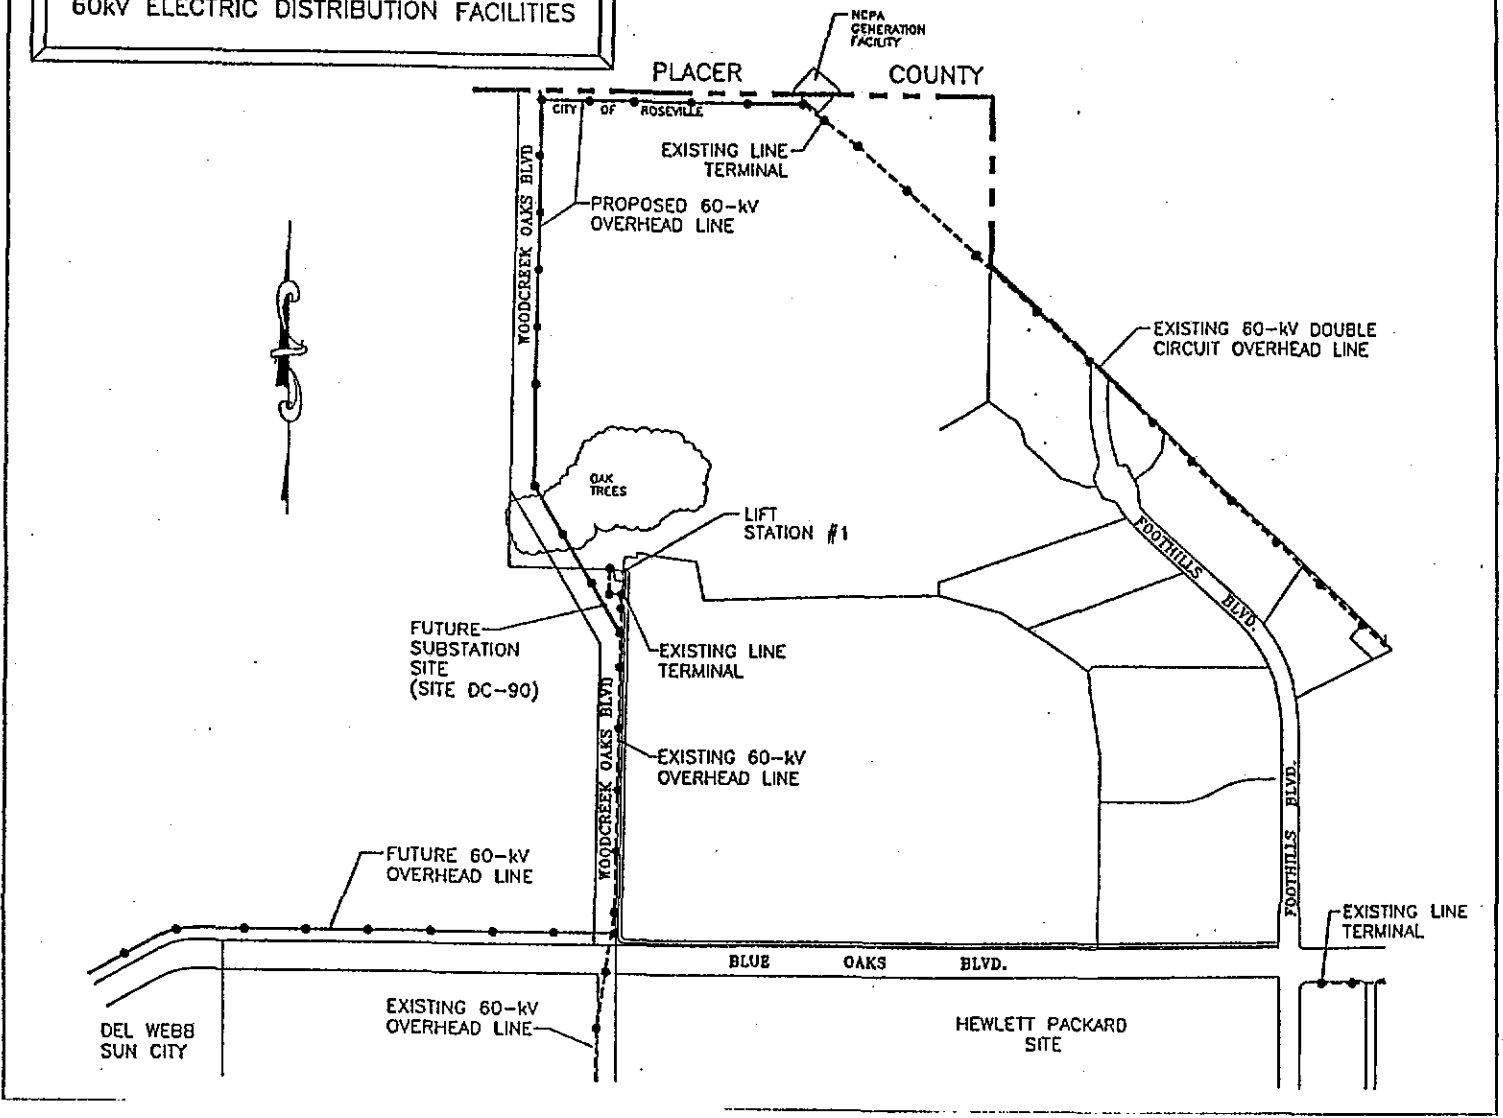 60kV ELECTRIC DISTRIBUTION FACILITIES
NCPA
GENERATION
FACILITY
PLACER COUNTY
CITY OF ROSEVILLE
EXISTING LINE
TERMINAL
WOODCREEK OAKS BLVD
PROPOSED 60-kV
OVERHEAD LINE
EXISTING 60-kV DOUBLE
CIRCUIT OVERHEAD LINE
OAK
TREES
LIFT
STATION #1
FOOTHILLS BLVD.
FUTURE
SUBSTATION
SITE
(SITE DC-90)
EXISTING LINE
TERMINAL
WOODCREEK OAKS BLVD
EXISTING 60-kV
OVERHEAD LINE
FOOTHILLS BLVD.
FUTURE 60-kV
OVERHEAD LINE
EXISTING LINE
TERMINAL
BLUE OAKS BLVD.
EXISTING 60-kV
OVERHEAD LINE
DEL WEBB
SUN CITY
HEWLETT PACKARD
SITE